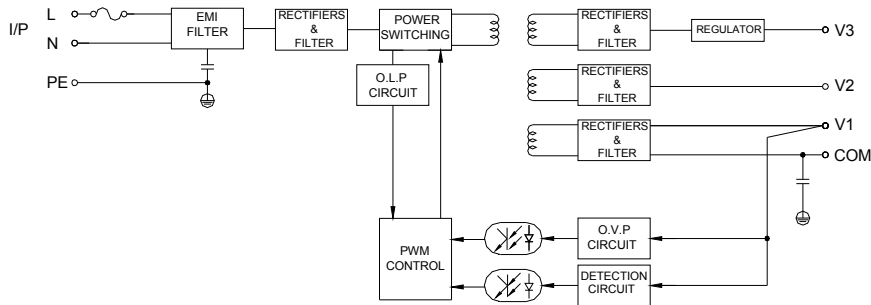 I/P
L
N
PE
EMI
FILTER
RECTIFIERS
&
FILTER
POWER
SWITCHING
O.L.P
CIRCUIT
RECTIFIERS
&
FILTER
REGULATOR
V3
RECTIFIERS
&
FILTER
V2
RECTIFIERS
&
FILTER
V1
COM
PWM
CONTROL
O.V.P
CIRCUIT
DETECTION
CIRCUIT